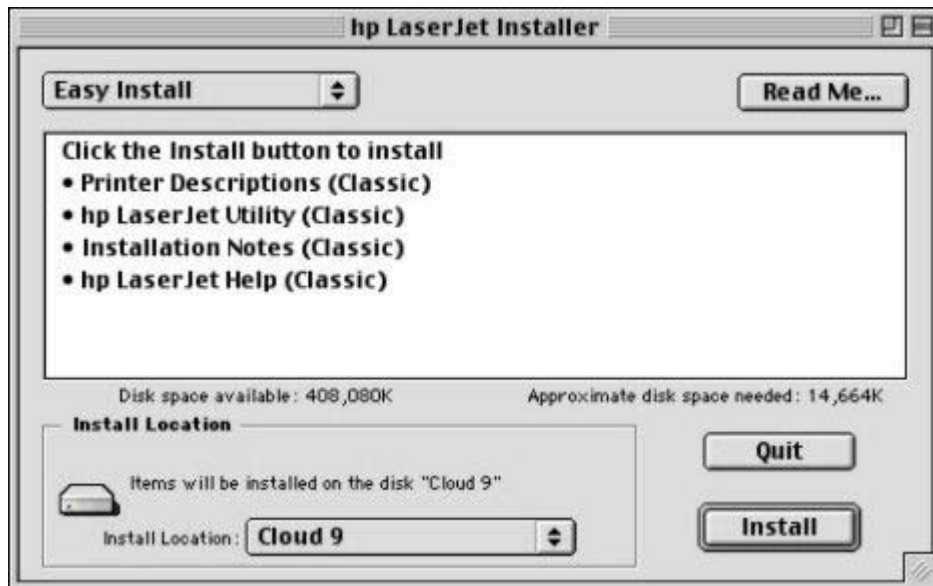 hp LaserJet Installer
Easy Install
Read Me...
Click the Install button to install
• Printer Descriptions (Classic)
• hp LaserJet Utility (Classic)
• Installation Notes (Classic)
• hp LaserJet Help (Classic)
Disk space available: 408,080K
Approximate disk space needed: 14,664K
Install Location
Items will be installed on the disk "Cloud 9"
Install Location: Cloud 9
Quit
Install